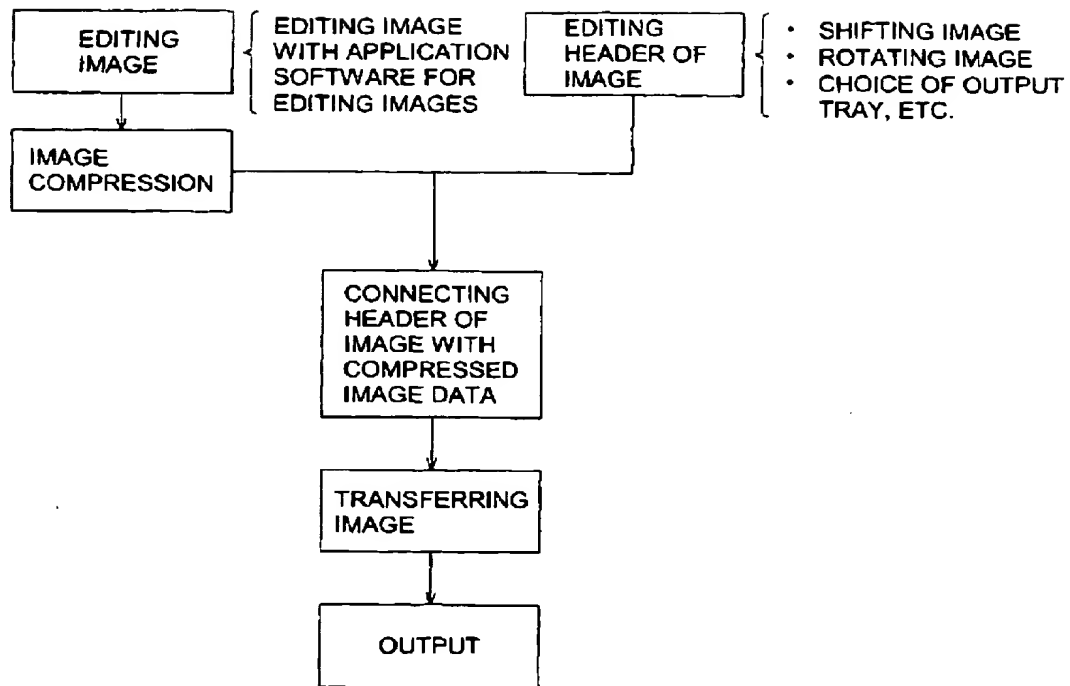 EDITING
IMAGE
EDITING IMAGE
WITH APPLICATION
SOFTWARE FOR
EDITING IMAGES
EDITING
HEADER OF
IMAGE
• SHIFTING IMAGE
• ROTATING IMAGE
• CHOICE OF OUTPUT
TRAY, ETC.
IMAGE
COMPRESSION
CONNECTING
HEADER OF
IMAGE WITH
COMPRESSED
IMAGE DATA
TRANSFERRING
IMAGE
OUTPUT